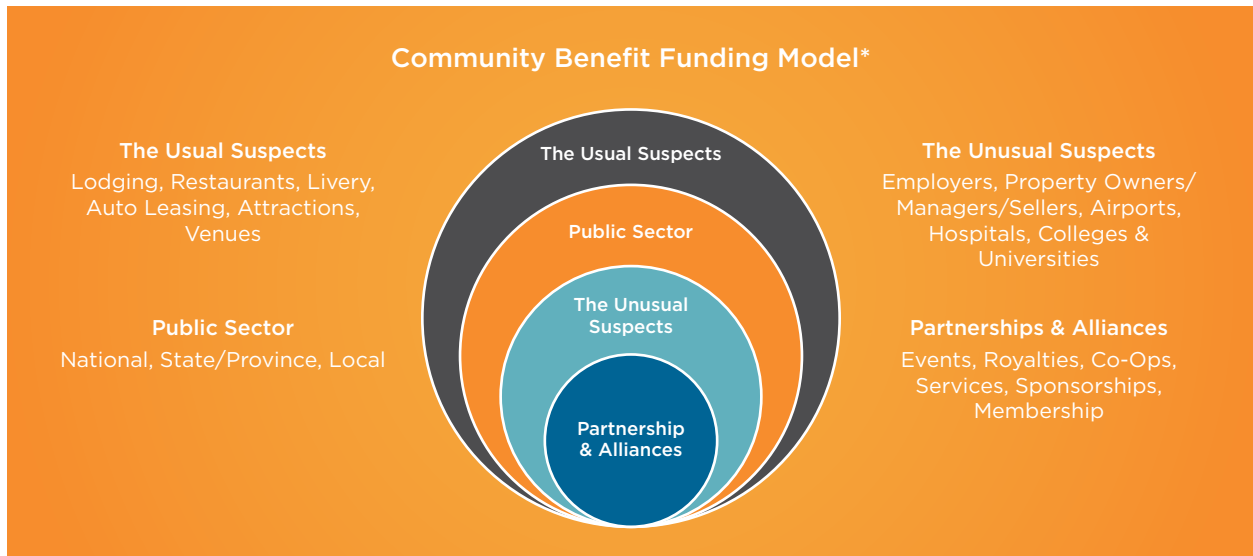 Community Benefit Funding Model*
The Usual Suspects
Lodging, Restaurants, Livery,
Auto Leasing, Attractions,
Venues
Public Sector
National, State/Province, Local
The Usual Suspects
Public Sector
The Unusual
Suspects
Partnership
& Alliances
The Unusual Suspects
Employers, Property Owners/
Managers/Sellers, Airports,
Hospitals, Colleges &
Universities
Partnerships & Alliances
Events, Royalties, Co-Ops,
Services, Sponsorships,
Membership